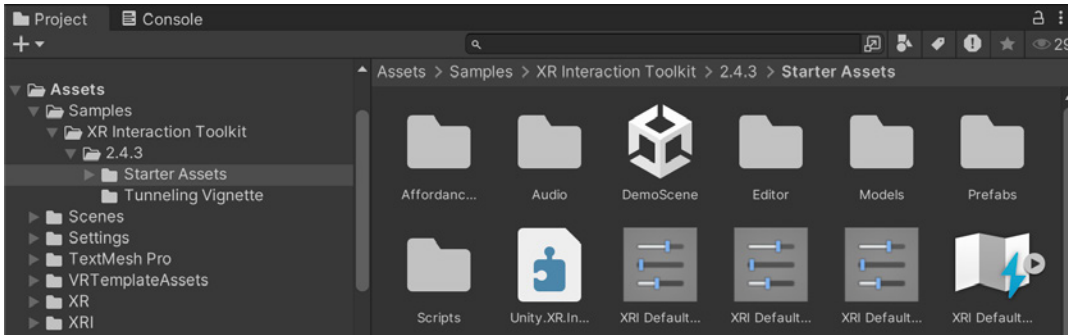 Project Console
29
Assets > Samples > XR Interaction Toolkit > 2.4.3 > Starter Assets
Assets
Samples
XR Interaction Toolkit
2.4.3
Starter Assets
Tunneling Vignette
Scenes
Settings
TextMesh Pro
VRTemplateAssets
XR
XRI
Affordanc... Audio DemoScene Editor Models Prefabs
Scripts Unity.XR.In... XRI Default... XRI Default... XRI Default... XRI Default...